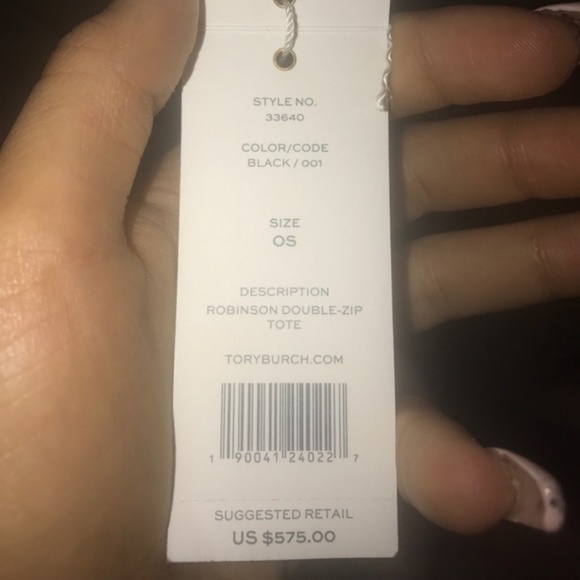 STYLE NO.
33640
COLOR/CODE
BLACK / 001
SIZE
OS
DESCRIPTION
ROBINSON DOUBLE-ZIP
TOTE
TORYBURCH.COM
1 90041 24022 7
SUGGESTED RETAIL
US $575.00